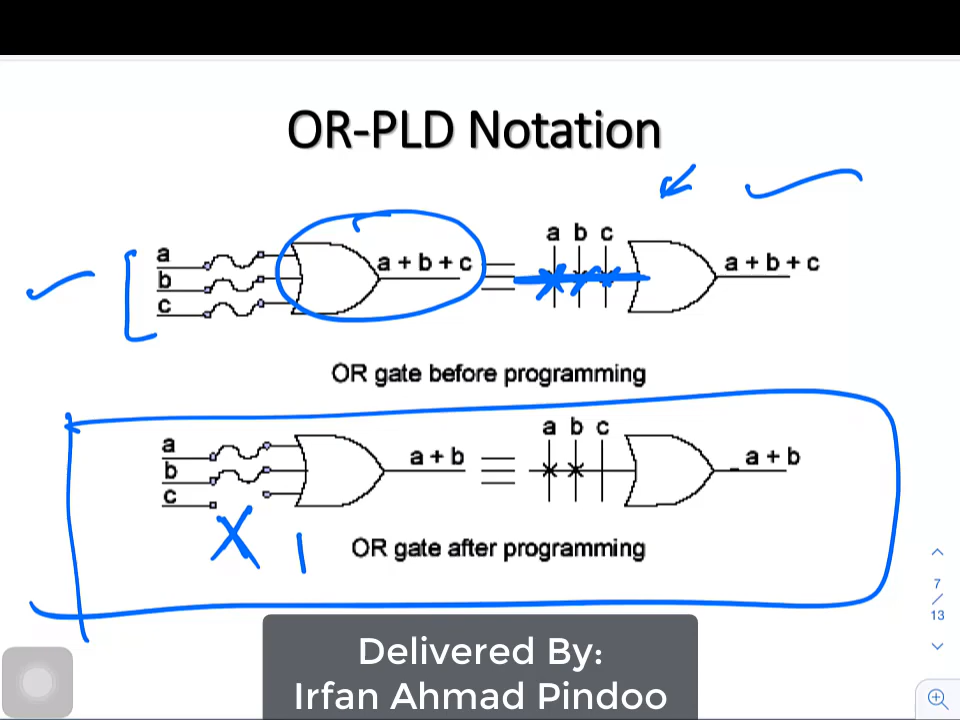 OR-PLD Notation
a
b
c
a + b + c
a b c
a + b + c
OR gate before programming
a
b
c
a + b
a b c
a + b
X
OR gate after programming
7
/
13
Delivered By:
Irfan Ahmad Pindoo